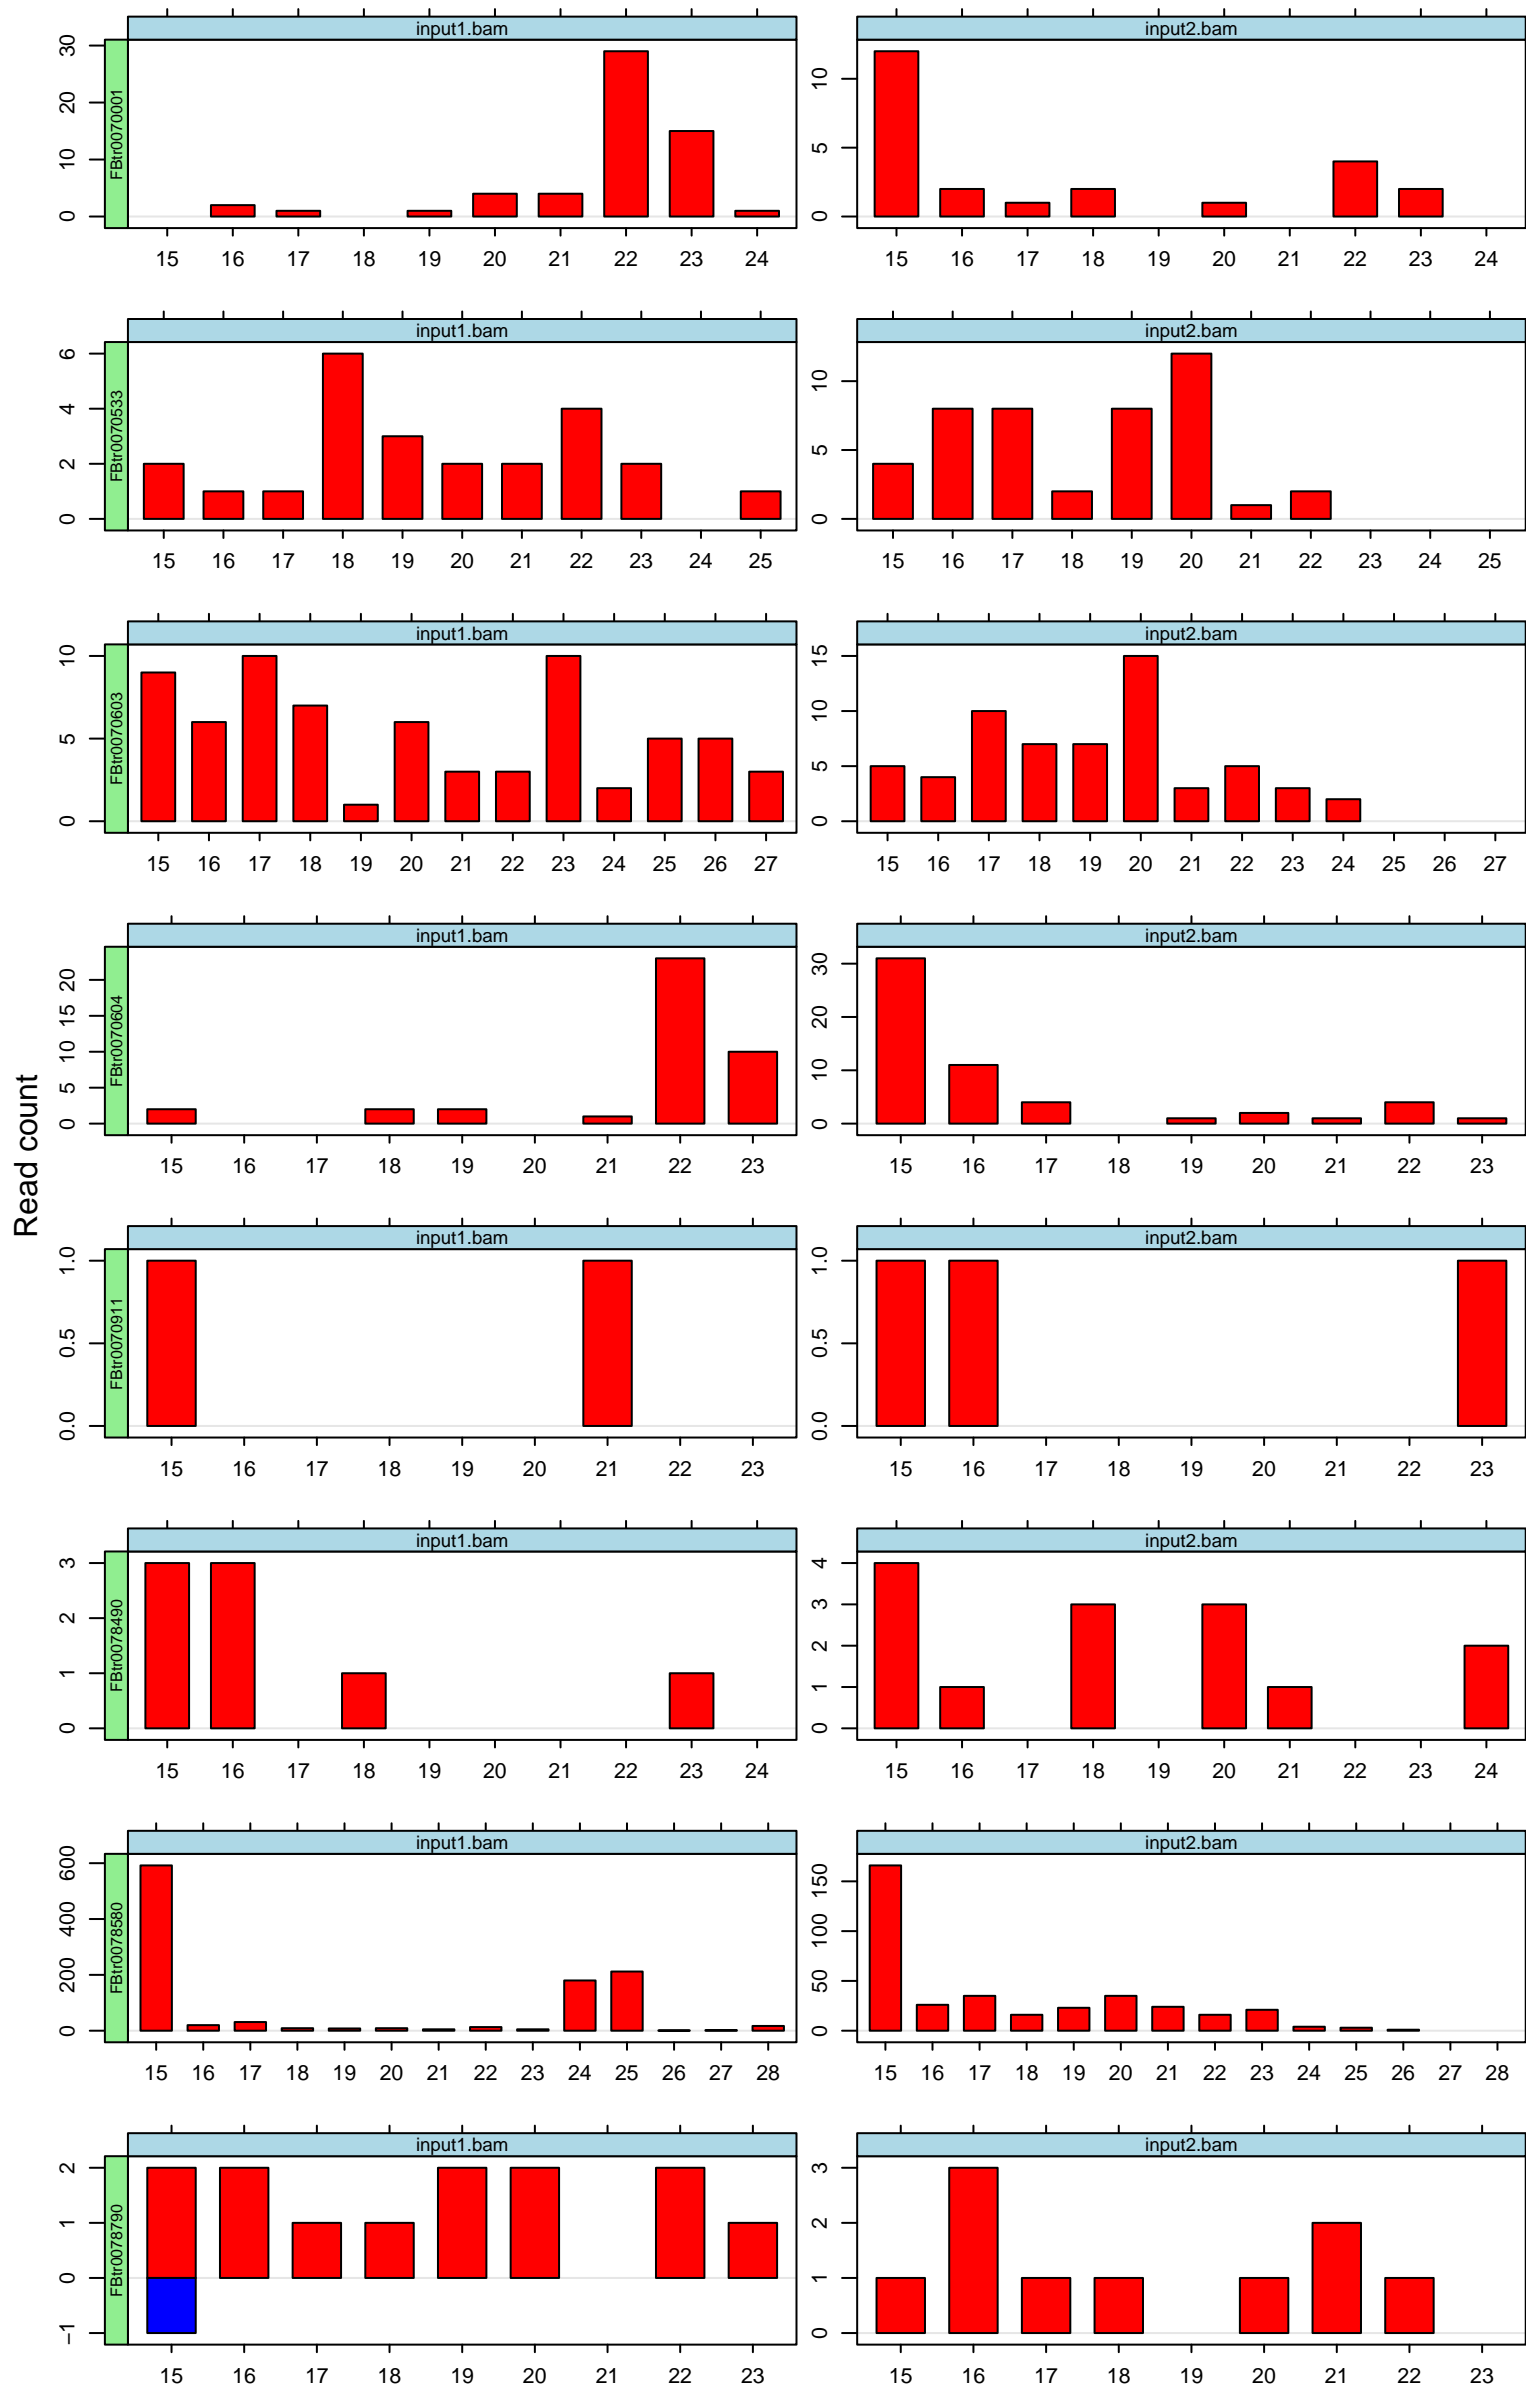 input1.bam input2.bam
FBtr0070001
0 10 20 30
0 5 10
15 16 17 18 19 20 21 22 23 24
15 16 17 18 19 20 21 22 23 24
input1.bam input2.bam
FBtr0070533
0 2 4 6
0 5 10
15 16 17 18 19 20 21 22 23 24 25
15 16 17 18 19 20 21 22 23 24 25
input1.bam input2.bam
FBtr0070603
0 5 10
0 5 10 15
15 16 17 18 19 20 21 22 23 24 25 26 27
15 16 17 18 19 20 21 22 23 24 25 26 27
input1.bam input2.bam
FBtr0070604
0 5 10 15 20
0 10 20 30
15 16 17 18 19 20 21 22 23
15 16 17 18 19 20 21 22 23
Read count
input1.bam input2.bam
FBtr0070911
0.0 0.5 1.0
0.0 0.5 1.0
15 16 17 18 19 20 21 22 23
15 16 17 18 19 20 21 22 23
input1.bam input2.bam
FBtr0078490
0 1 2 3
0 1 2 3 4
15 16 17 18 19 20 21 22 23 24
15 16 17 18 19 20 21 22 23 24
input1.bam input2.bam
FBtr0078580
0 200 400 600
0 50 100 150
15 16 17 18 19 20 21 22 23 24 25 26 27 28
15 16 17 18 19 20 21 22 23 24 25 26 27 28
input1.bam input2.bam
FBtr0078790
−1 0 1 2
0 1 2 3
15 16 17 18 19 20 21 22 23
15 16 17 18 19 20 21 22 23